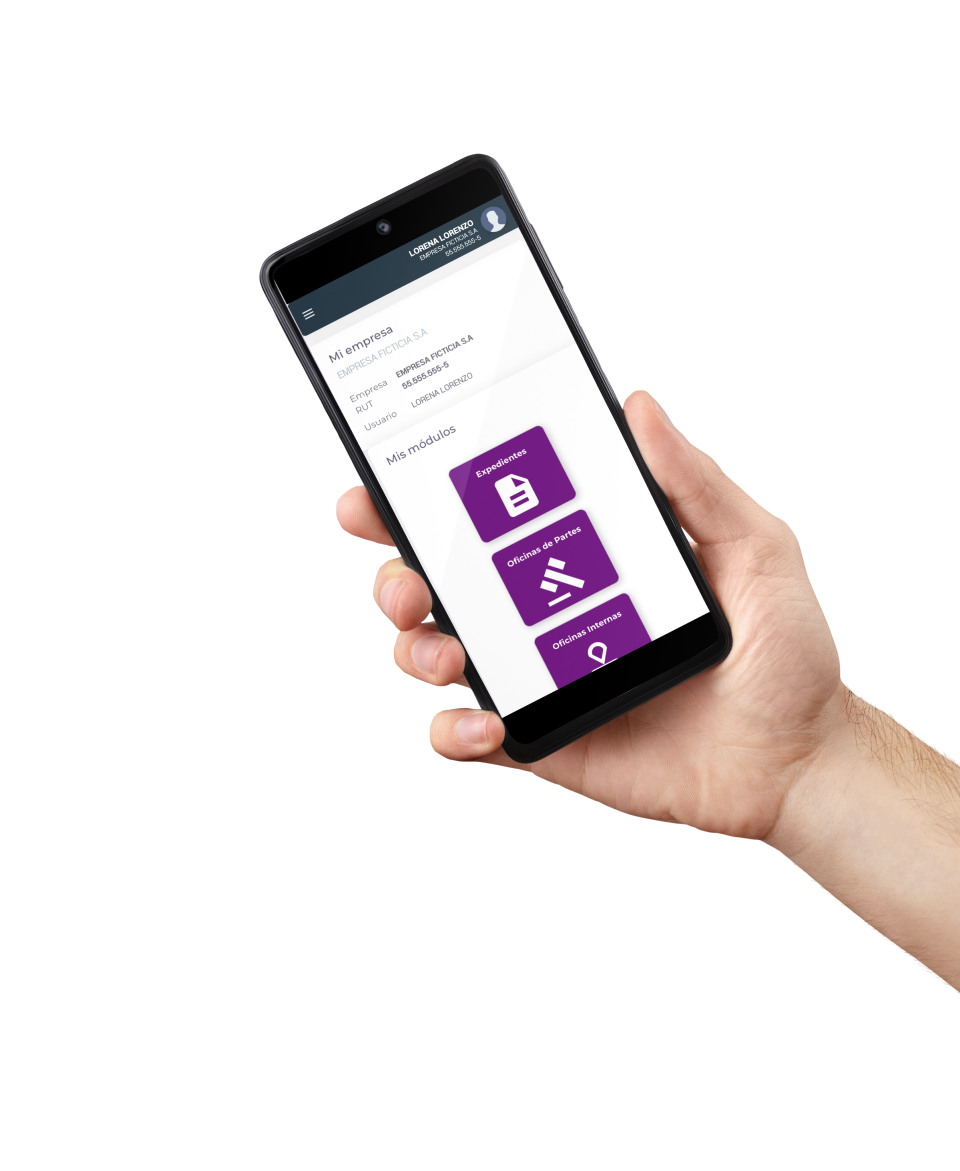 LORENA LORENZO
EMPRESA FICTICIA S.A
55.555.555-5
Mi empresa
EMPRESA FICTICIA S.A
Empresa EMPRESA FICTICIA S.A
RUT 55.555.555-5
Usuario LORENA LORENZO
Mis módulos
Expedientes
Oficinas de Partes
Oficinas Internas